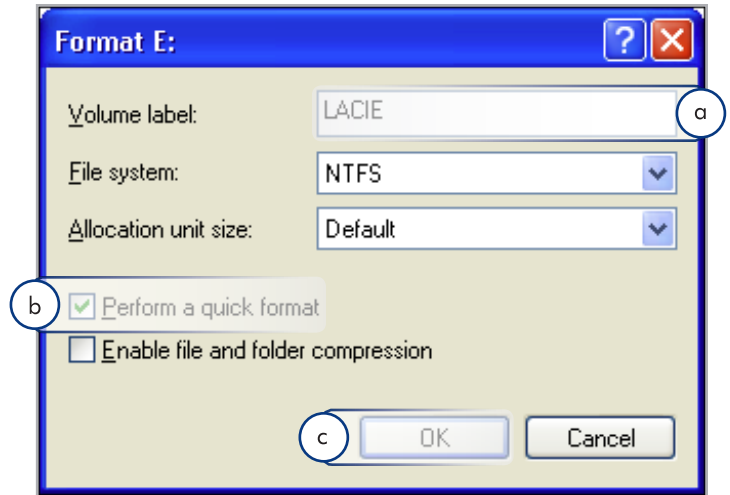 Format E:
Volume label: LACIE a
File system: NTFS
Allocation unit size: Default
b Perform a quick format
Enable file and folder compression
c OK Cancel